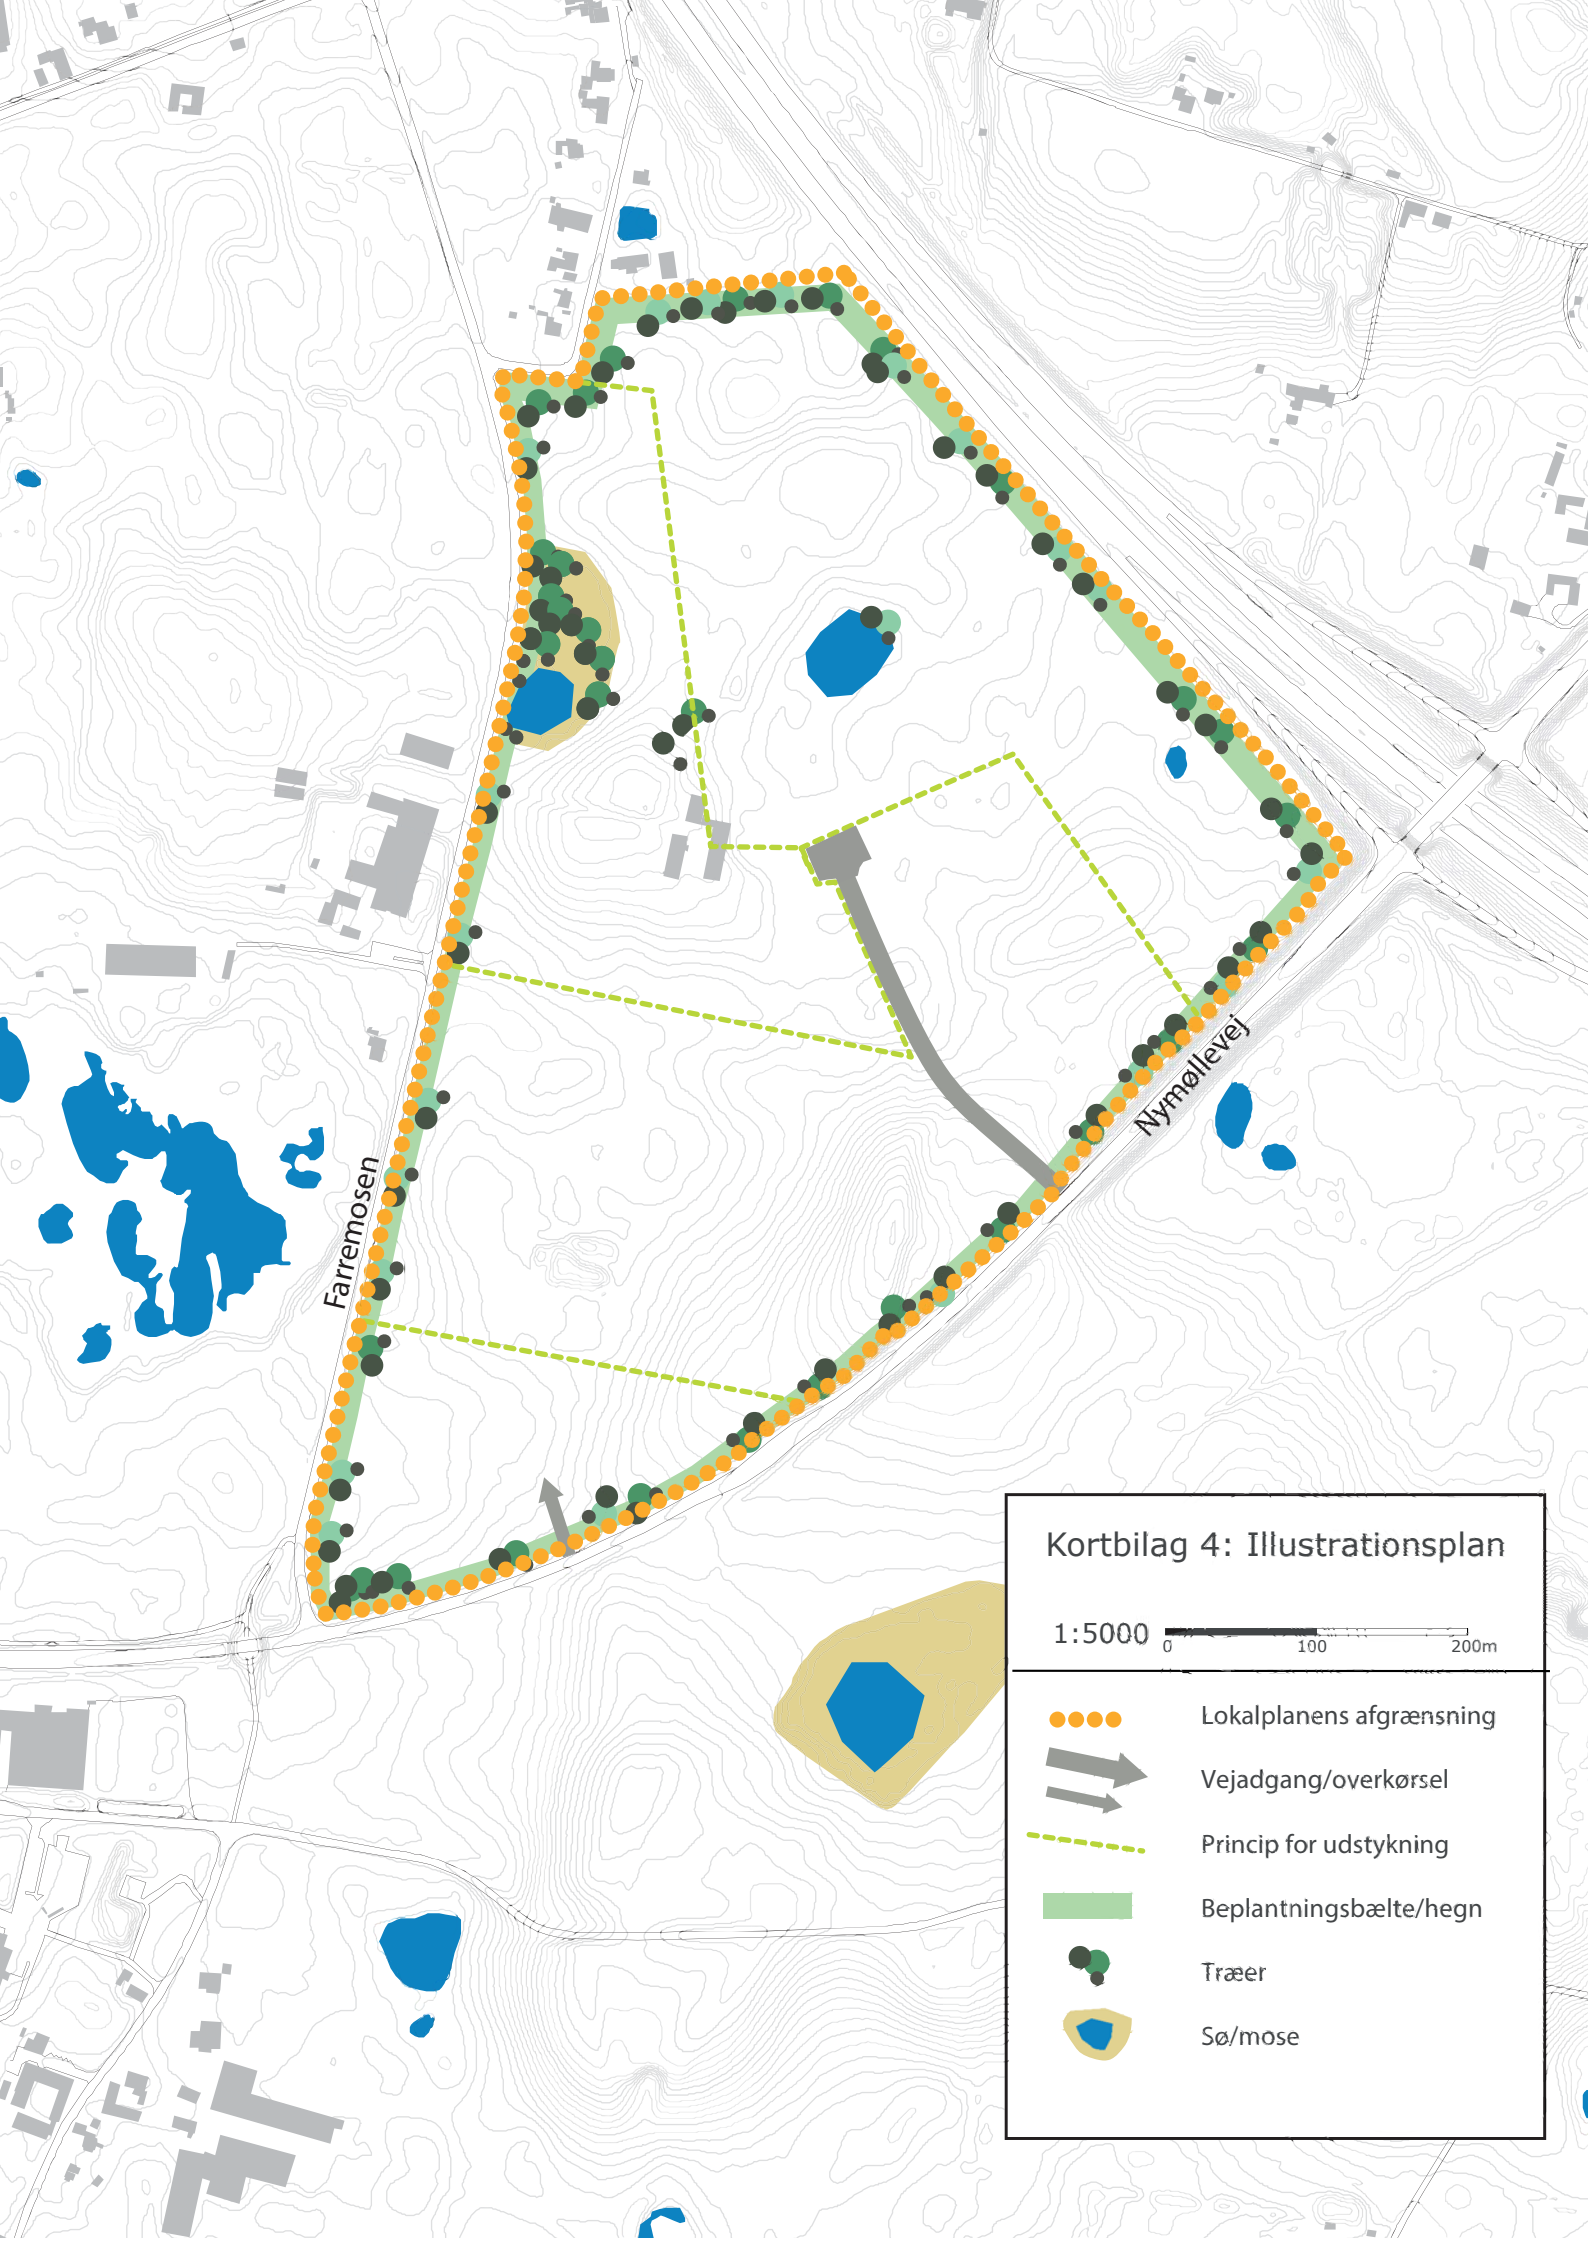 Nymøllevej
Farremosen
Kortbilag 4: Illustrationsplan
1:5000
0 100 200m
Lokalplanens afgrænsning
Vejadgang/overkørsel
Princip for udstykning
Beplantningsbælte/hegn
Træer
Sø/mose